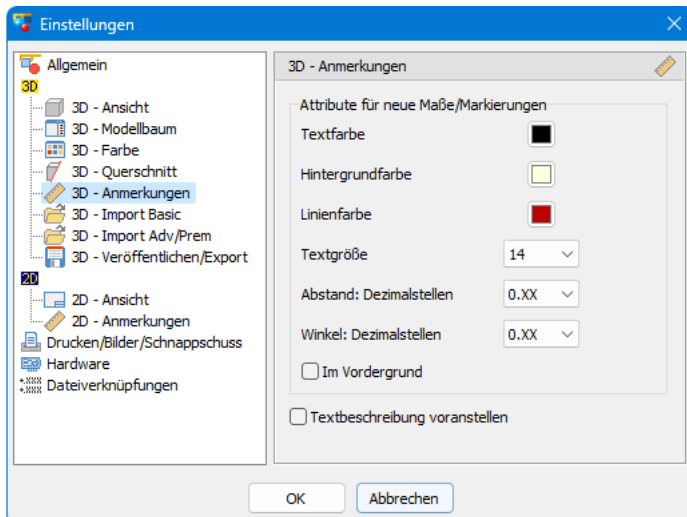 Einstellungen
Allgemein
3D
3D - Ansicht
3D - Modellbaum
3D - Farbe
3D - Querschnitt
3D - Anmerkungen
3D - Import Basic
3D - Import Adv/Prem
3D - Veröffentlichen/Export
2D
2D - Ansicht
2D - Anmerkungen
Drucken/Bilder/Schnappschuss
Hardware
Dateiverknüpfungen
3D - Anmerkungen
Attribute für neue Maße/Markierungen
Textfarbe
Hintergrundfarbe
Linienfarbe
Textgröße 14
Abstand: Dezimalstellen 0.XX
Winkel: Dezimalstellen 0.XX
Im Vordergrund
Textbeschreibung voranstellen
OK Abbrechen